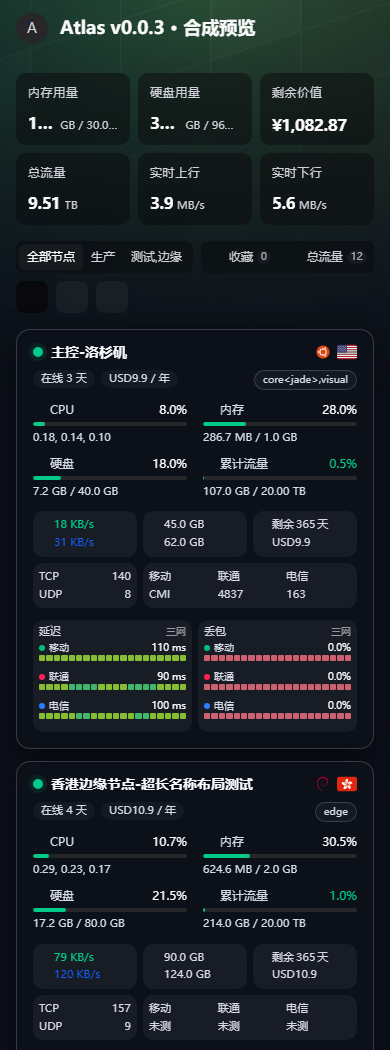 A Atlas v0.0.3 • 合成预览
内存用量 硬盘用量 剩余价值
1... GB / 30.0... 3... GB / 96... ¥1,082.87
总流量 实时上行 实时下行
9.51 TB 3.9 MB/s 5.6 MB/s
全部节点 生产 测试,边缘 收藏 0 总流量 12
主控-洛杉矶
在线 3 天 USD9.9 / 年 core<jade>,visual
CPU 8.0% 内存 28.0%
0.18, 0.14, 0.10 286.7 MB / 1.0 GB
硬盘 18.0% 累计流量 0.5%
7.2 GB / 40.0 GB 107.0 GB / 20.00 TB
18 KB/s 45.0 GB 剩余 365 天
31 KB/s 62.0 GB USD9.9
TCP 140 移动 联通 电信
UDP 8 CMI 4837 163
延迟 三网 丢包 三网
移动 110 ms 移动 0.0%
联通 90 ms 联通 0.0%
电信 100 ms 电信 0.0%
香港边缘节点-超长名称布局测试
在线 4 天 USD10.9 / 年 edge
CPU 10.7% 内存 30.5%
0.29, 0.23, 0.17 624.6 MB / 2.0 GB
硬盘 21.5% 累计流量 1.0%
17.2 GB / 80.0 GB 214.0 GB / 20.00 TB
79 KB/s 90.0 GB 剩余 365 天
120 KB/s 124.0 GB USD10.9
TCP 157 移动 联通 电信
UDP 9 未测 未测 未测